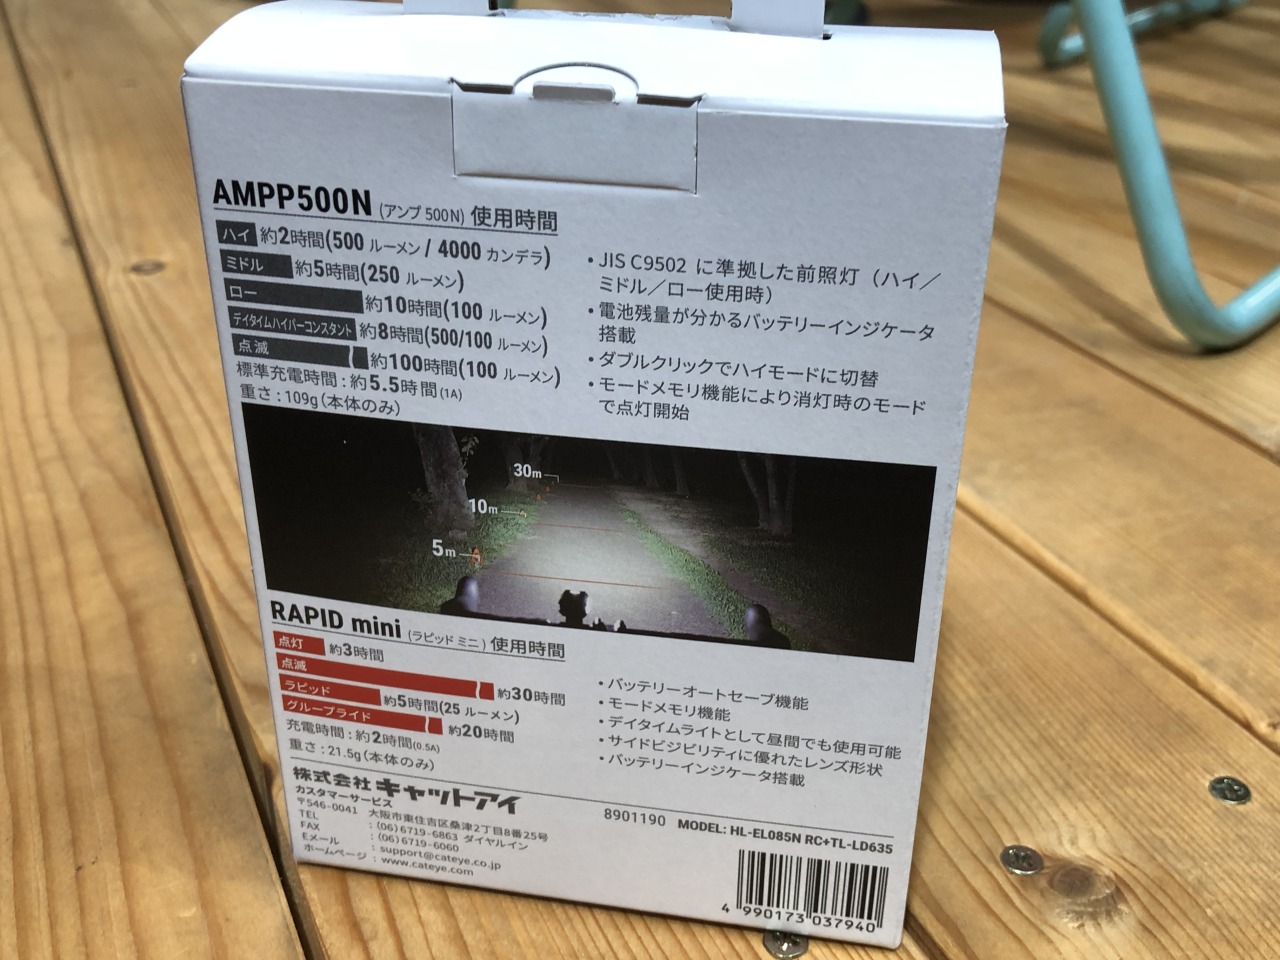 AMPP500N (アンプ 500N) 使用時間
ハイ 約2時間(500 ルーメン / 4000 カンデラ)
ミドル 約5時間(250 ルーメン)
ロー 約10時間(100 ルーメン)
デイタイムハイパーコンスタント 約8時間(500/100 ルーメン)
点滅 約100時間(100 ルーメン)
標準充電時間 : 約5.5時間(1A)
重さ : 109g (本体のみ)
・JIS C9502 に準拠した前照灯（ハイ／
ミドル／ロー使用時）
・電池残量が分かるバッテリーインジケータ
搭載
・ダブルクリックでハイモードに切替
・モードメモリ機能により消灯時のモード
で点灯開始
30m
10m
5m
RAPID mini (ラピッド ミニ) 使用時間
点灯 約3時間
点滅 約30時間
ラピッド 約5時間(25 ルーメン)
グループライド 約20時間
充電時間 : 約2時間(0.5A)
重さ : 21.5g (本体のみ)
・バッテリーオートセーブ機能
・モードメモリ機能
・デイタイムライトとして昼間でも使用可能
・サイドビジビリティに優れたレンズ形状
・バッテリーインジケータ搭載
株式会社 キャットアイ
カスタマーサービス
〒546-0041 大阪市東住吉区桑津2丁目8番25号
TEL : (06)6719-6863 ダイヤルイン
FAX : (06)6719-6060
Eメール : support@cateye.co.jp
ホームページ : www.cateye.com
8901190 MODEL: HL-EL085N RC+TL-LD635
4 990173 037940